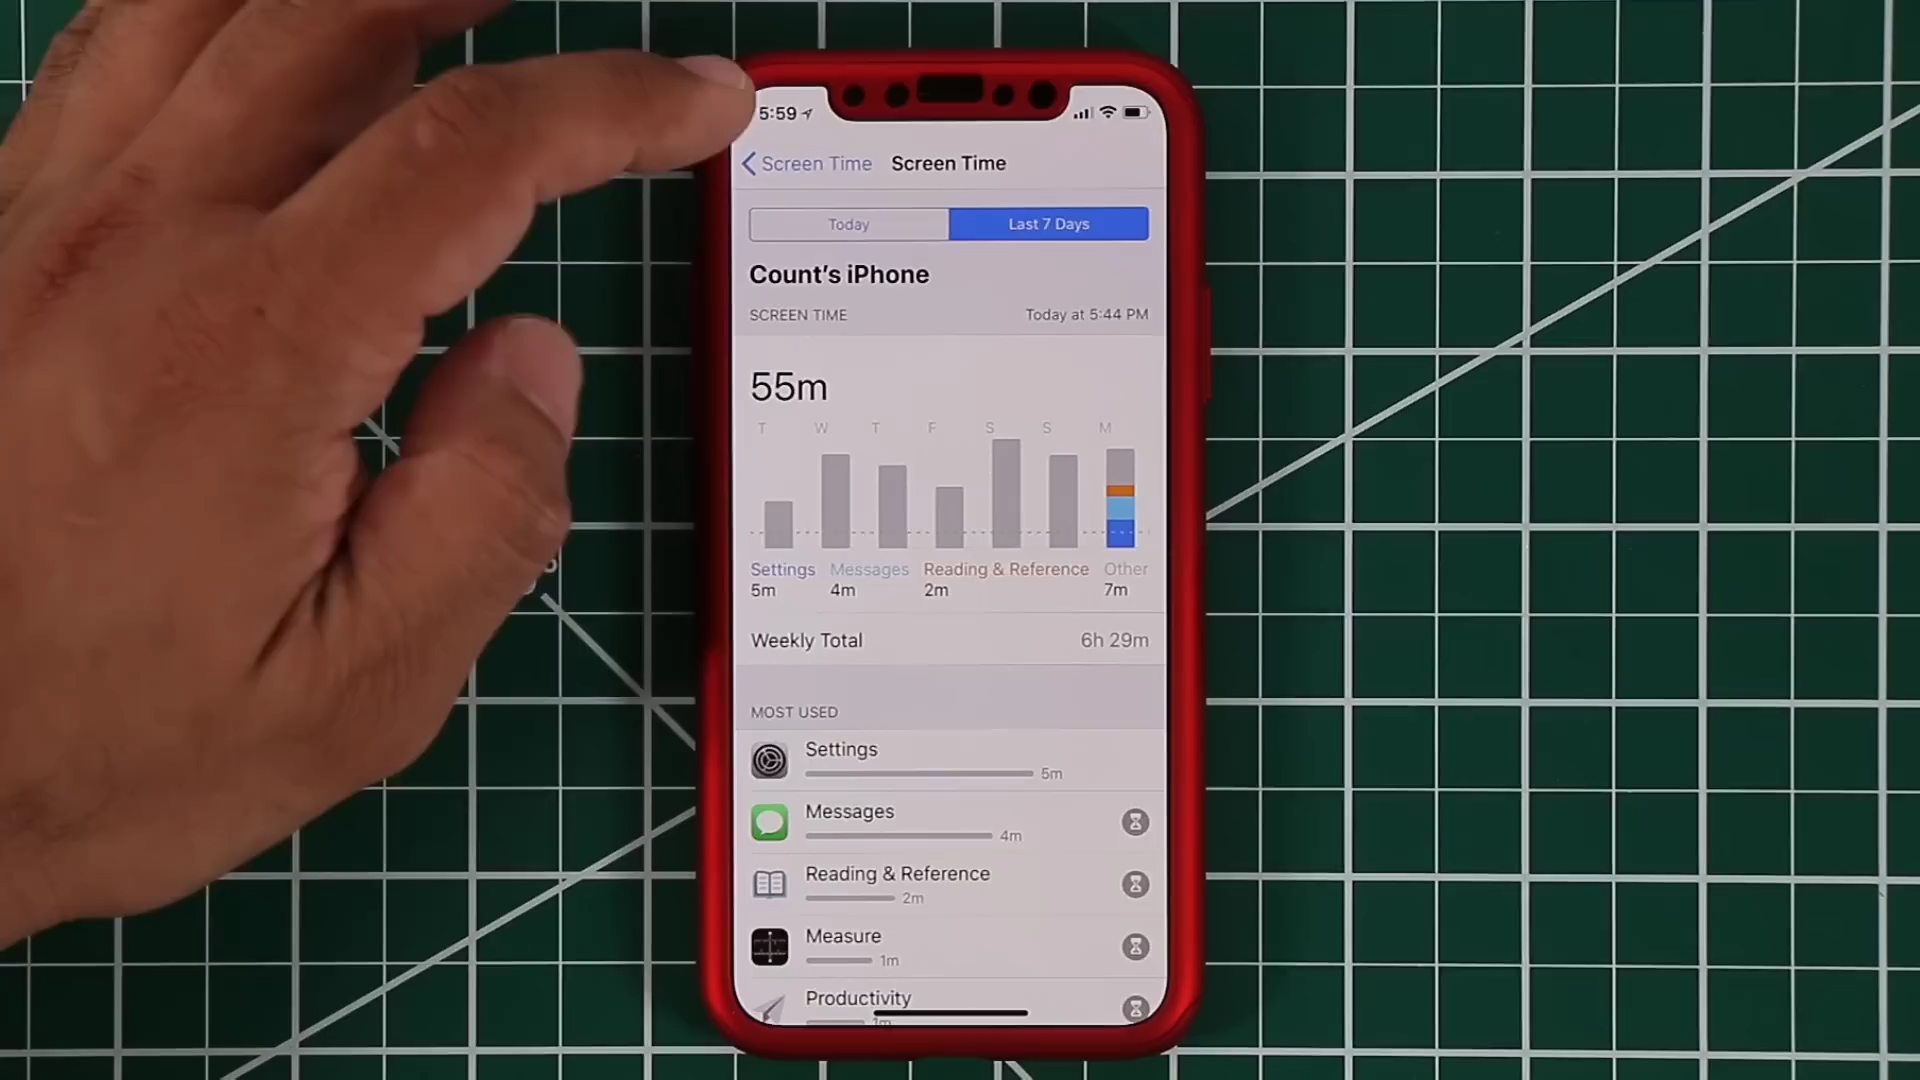 5:59
Screen Time Screen Time
Today Last 7 Days
Count's iPhone
SCREEN TIME Today at 5:44 PM
55m
T W T F S S M
Settings Messages Reading & Reference Other
5m 4m 2m 7m
Weekly Total 6h 29m
MOST USED
Settings
5m
Messages
4m
Reading & Reference
2m
Measure
1m
Productivity
1m